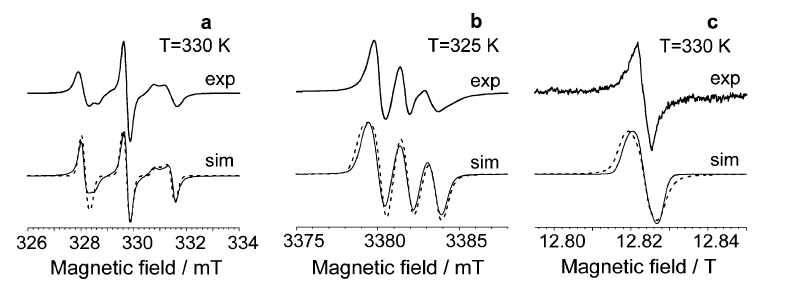 a
T=330 K
exp
sim
326 328 330 332 334
Magnetic field / mT
b
T=325 K
exp
sim
3375 3380 3385
Magnetic field / mT
c
T=330 K
exp
sim
12.80 12.82 12.84
Magnetic field / T